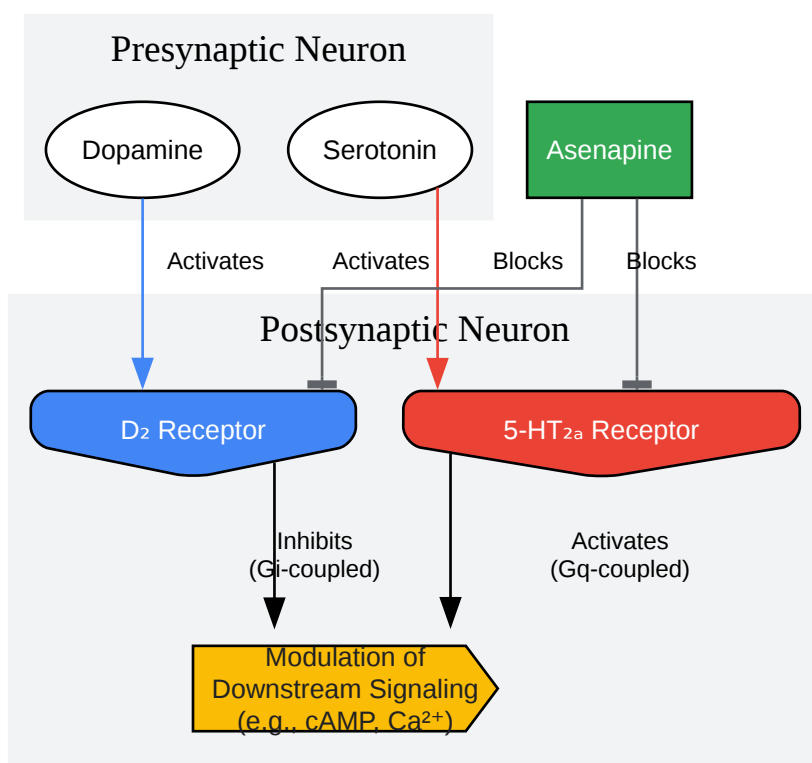 Presynaptic Neuron
Dopamine
Serotonin
Asenapine
Activates
Activates
Blocks
Blocks
Postsynaptic Neuron
D₂ Receptor
5-HT₂ₐ Receptor
Inhibits
(Gi-coupled)
Activates
(Gq-coupled)
Modulation of
Downstream Signaling
(e.g., cAMP, Ca²⁺)